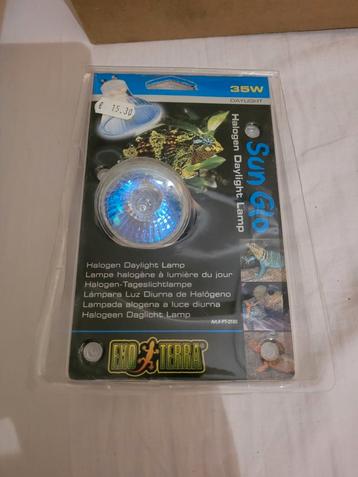 35W
DAYLIGHT
€ 15.30
Sun Glo
Halogen Daylight Lamp
Halogen Daylight Lamp
Lampe halogène à lumière du jour
Halogen-Tageslichtlampe
Lámpara Luz Diurna de Halógeno
Lampada alogena a luce diurna
Halogeen Daglicht Lamp
EXO TERRA